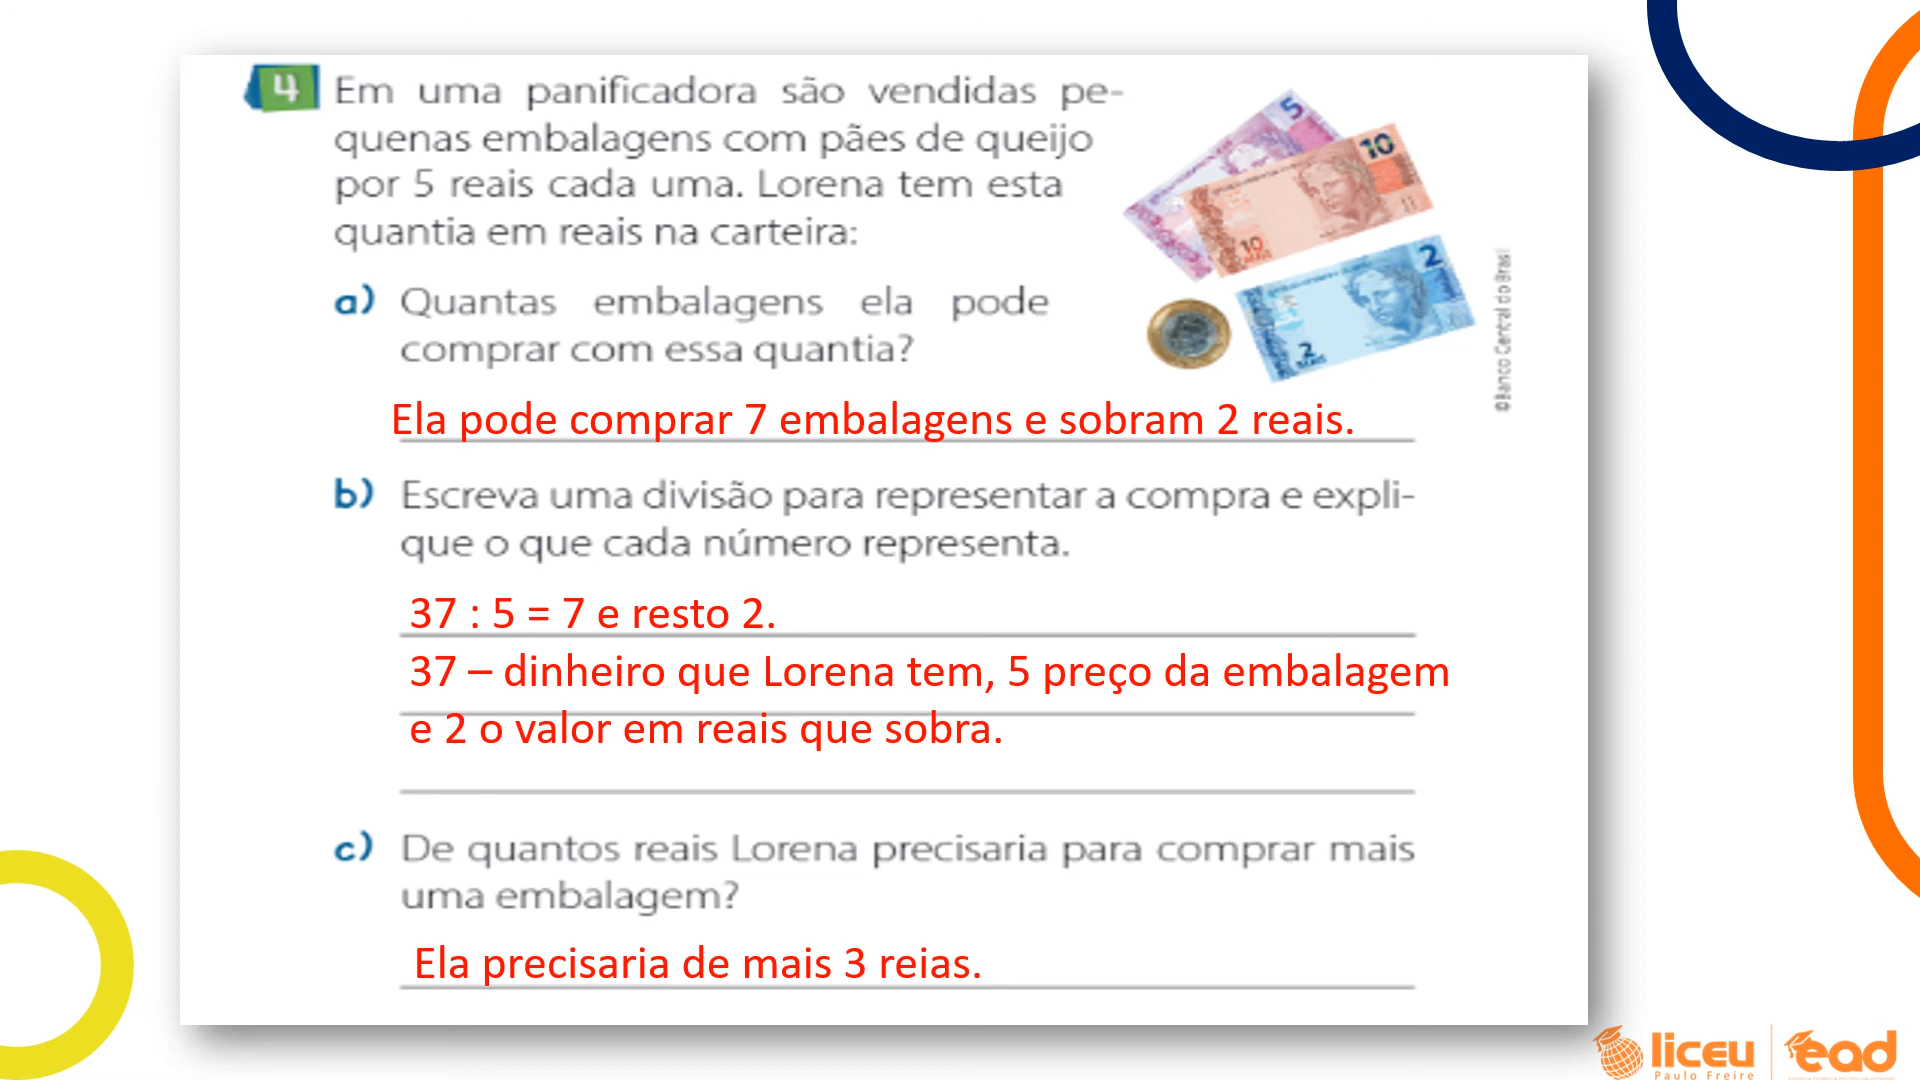 4 Em uma panificadora são vendidas pe-
quenas embalagens com pães de queijo
por 5 reais cada uma. Lorena tem esta
quantia em reais na carteira:
5
10
10
2
2
©Banco Central do Brasil
a) Quantas embalagens ela pode
comprar com essa quantia?
Ela pode comprar 7 embalagens e sobram 2 reais.
b) Escreva uma divisão para representar a compra e expli-
que o que cada número representa.
37 : 5 = 7 e resto 2.
37 – dinheiro que Lorena tem, 5 preço da embalagem
e 2 o valor em reais que sobra.
c) De quantos reais Lorena precisaria para comprar mais
uma embalagem?
Ela precisaria de mais 3 reias.
liceu
Paulo Freire
ead